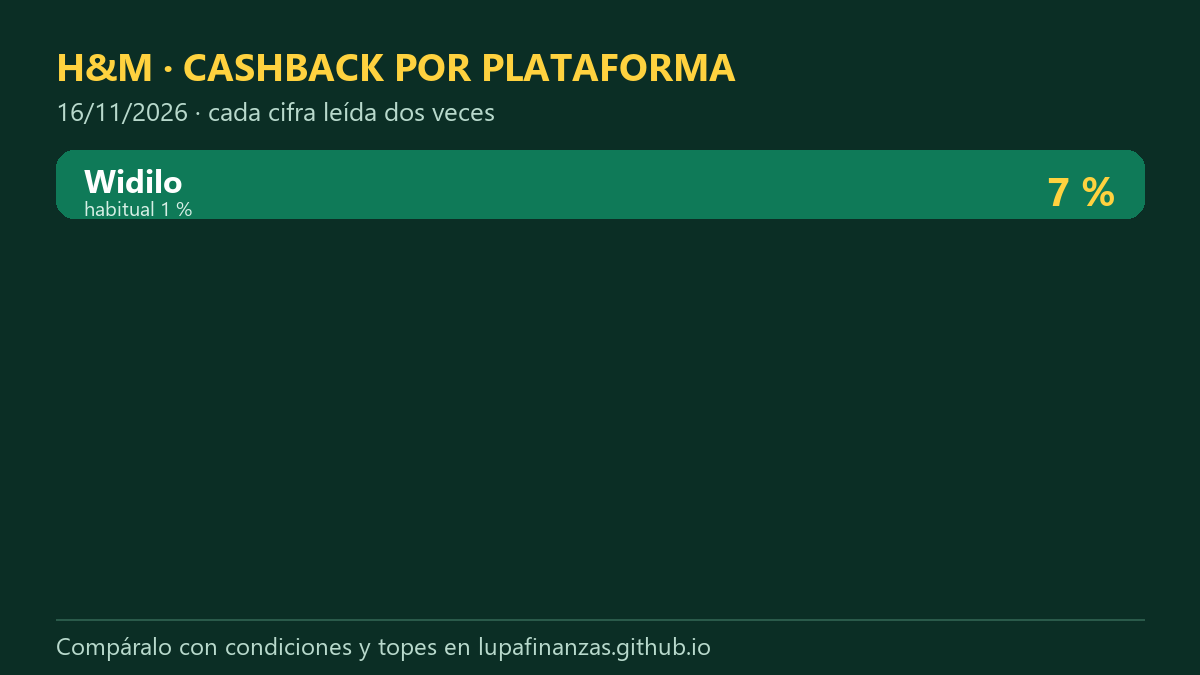 H&M · CASHBACK POR PLATAFORMA
16/11/2026 · cada cifra leída dos veces
Widilo
7 %
habitual 1 %
Compáralo con condiciones y topes en lupafinanzas.github.io